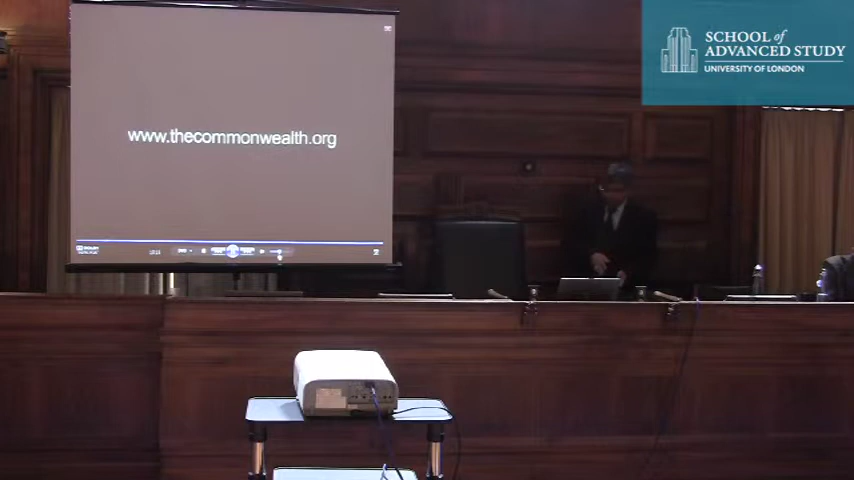 www.thecommonwealth.org
SCHOOL of
ADVANCED STUDY
UNIVERSITY OF LONDON